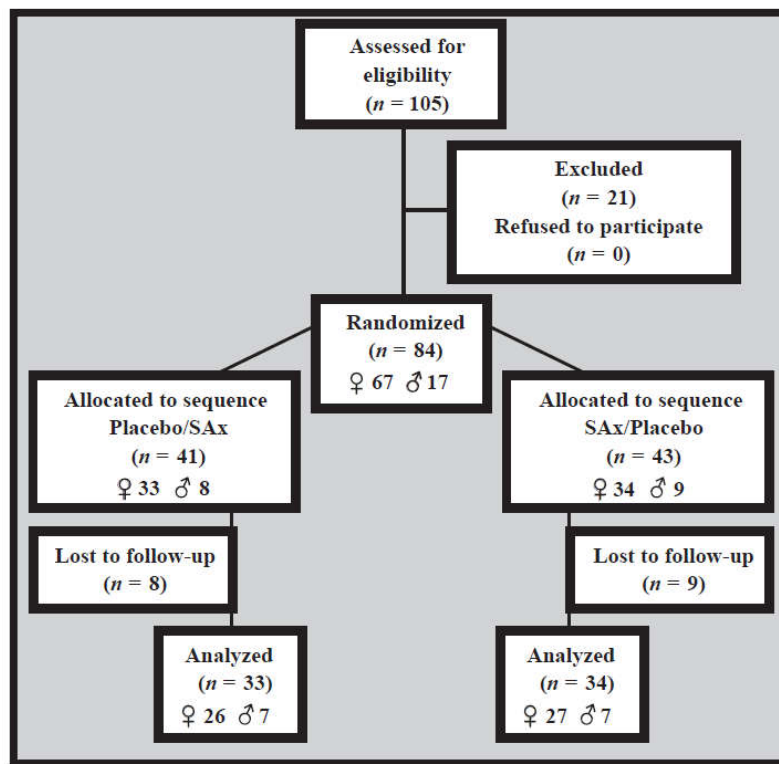 Assessed for
eligibility
(n = 105)
Excluded
(n = 21)
Refused to participate
(n = 0)
Randomized
(n = 84)
♀ 67 ♂ 17
Allocated to sequence
Placebo/SAx
(n = 41)
♀ 33 ♂ 8
Allocated to sequence
SAx/Placebo
(n = 43)
♀ 34 ♂ 9
Lost to follow-up
(n = 8)
Lost to follow-up
(n = 9)
Analyzed
(n = 33)
♀ 26 ♂ 7
Analyzed
(n = 34)
♀ 27 ♂ 7